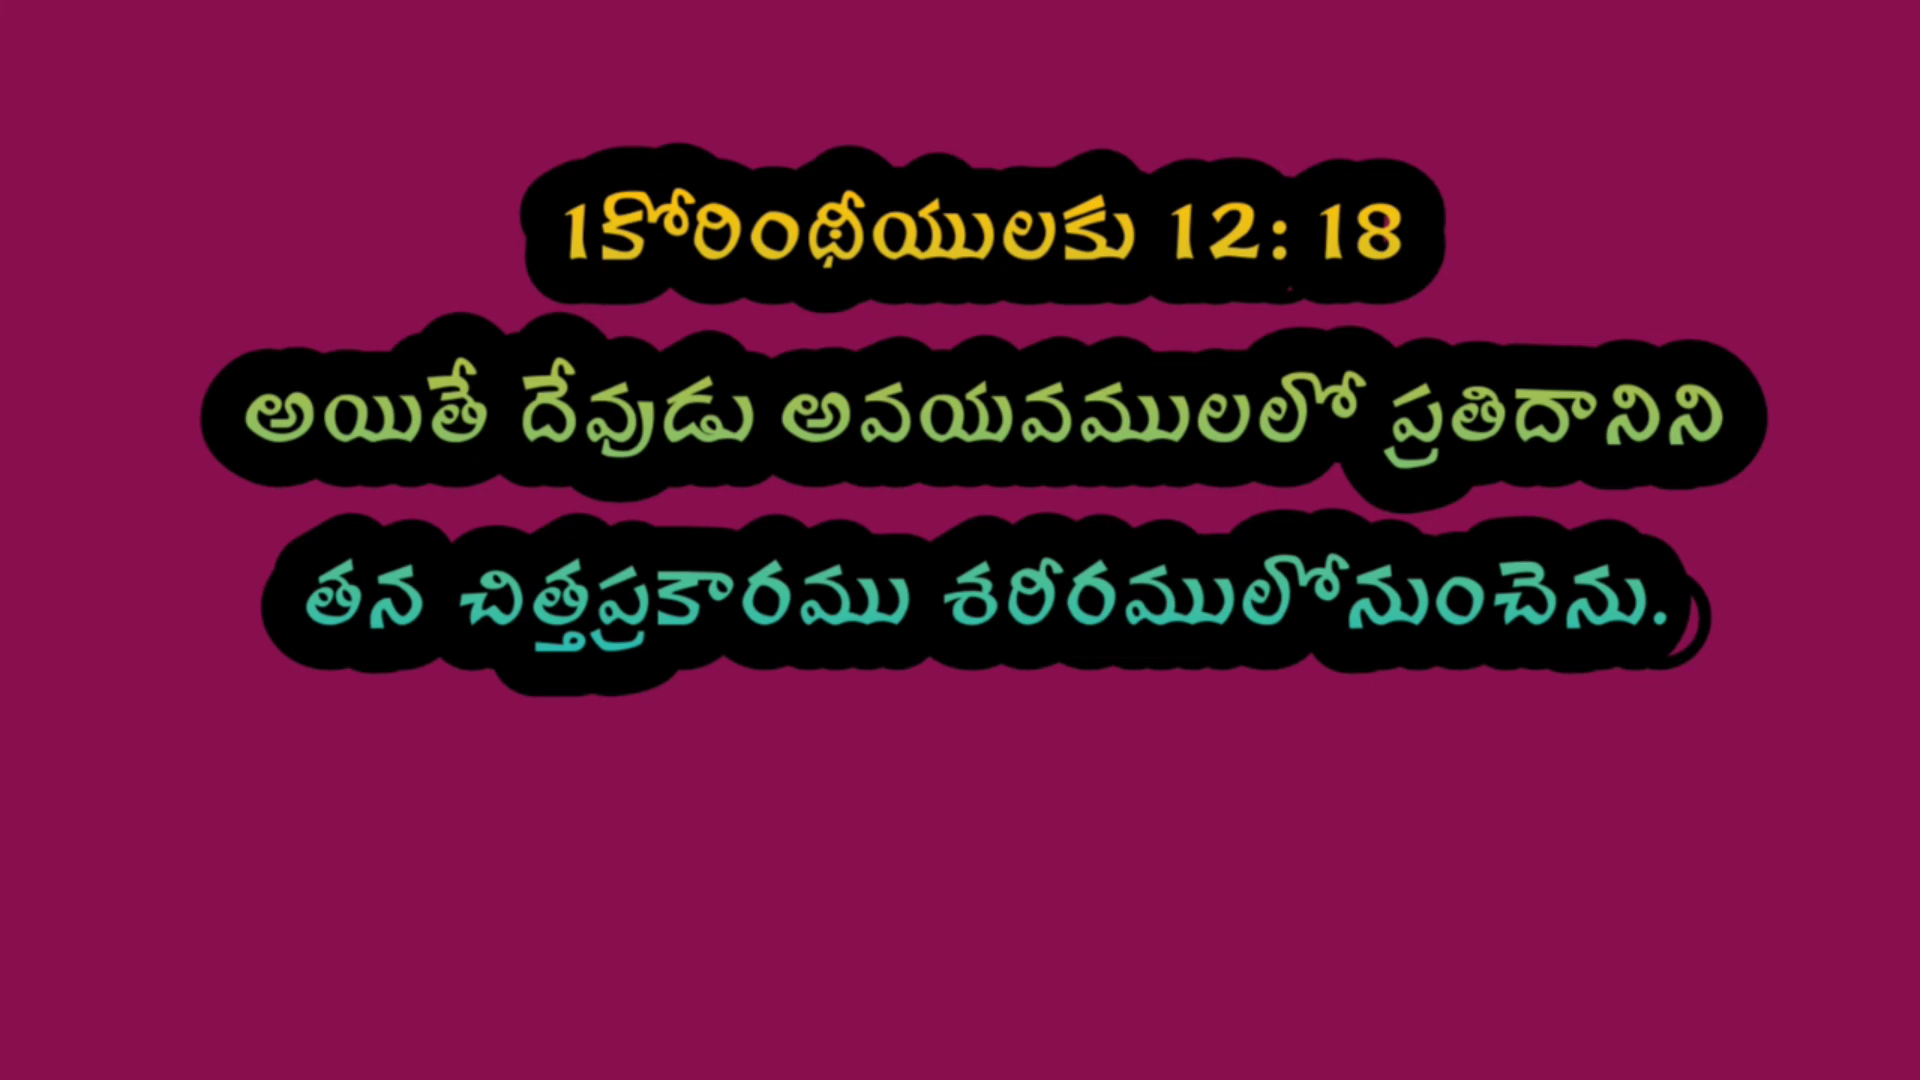 1కోరింథీయులకు 12: 18
అయితే దేవుడు అవయవములలో ప్రతిదానిని
తన చిత్తప్రకారము శరీరములోనుంచెను.